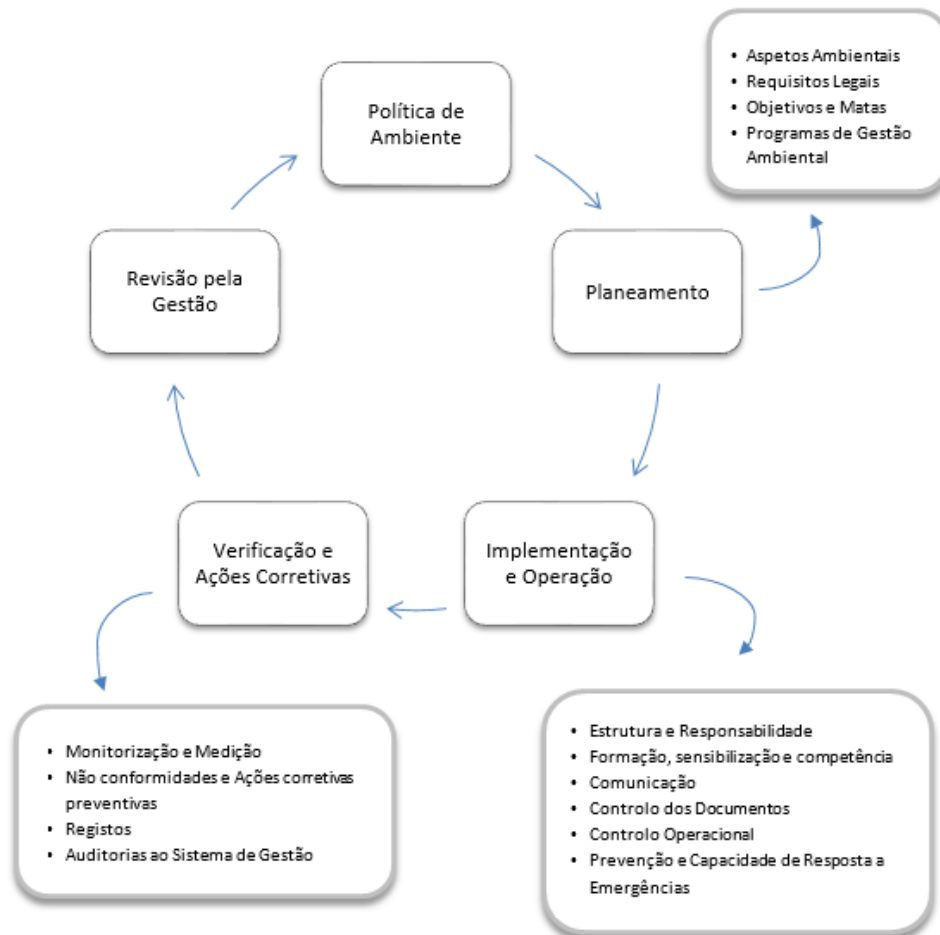 Política de
Ambiente
• Aspetos Ambientais
• Requisitos Legais
• Objetivos e Matas
• Programas de Gestão
Ambiental
Revisão pela
Gestão
Planeamento
Verificação e
Ações Corretivas
Implementação
e Operação
• Monitorização e Medição
• Não conformidades e Ações corretivas
preventivas
• Registos
• Auditorias ao Sistema de Gestão
• Estrutura e Responsabilidade
• Formação, sensibilização e competência
• Comunicação
• Controlo dos Documentos
• Controlo Operacional
• Prevenção e Capacidade de Resposta a
Emergências